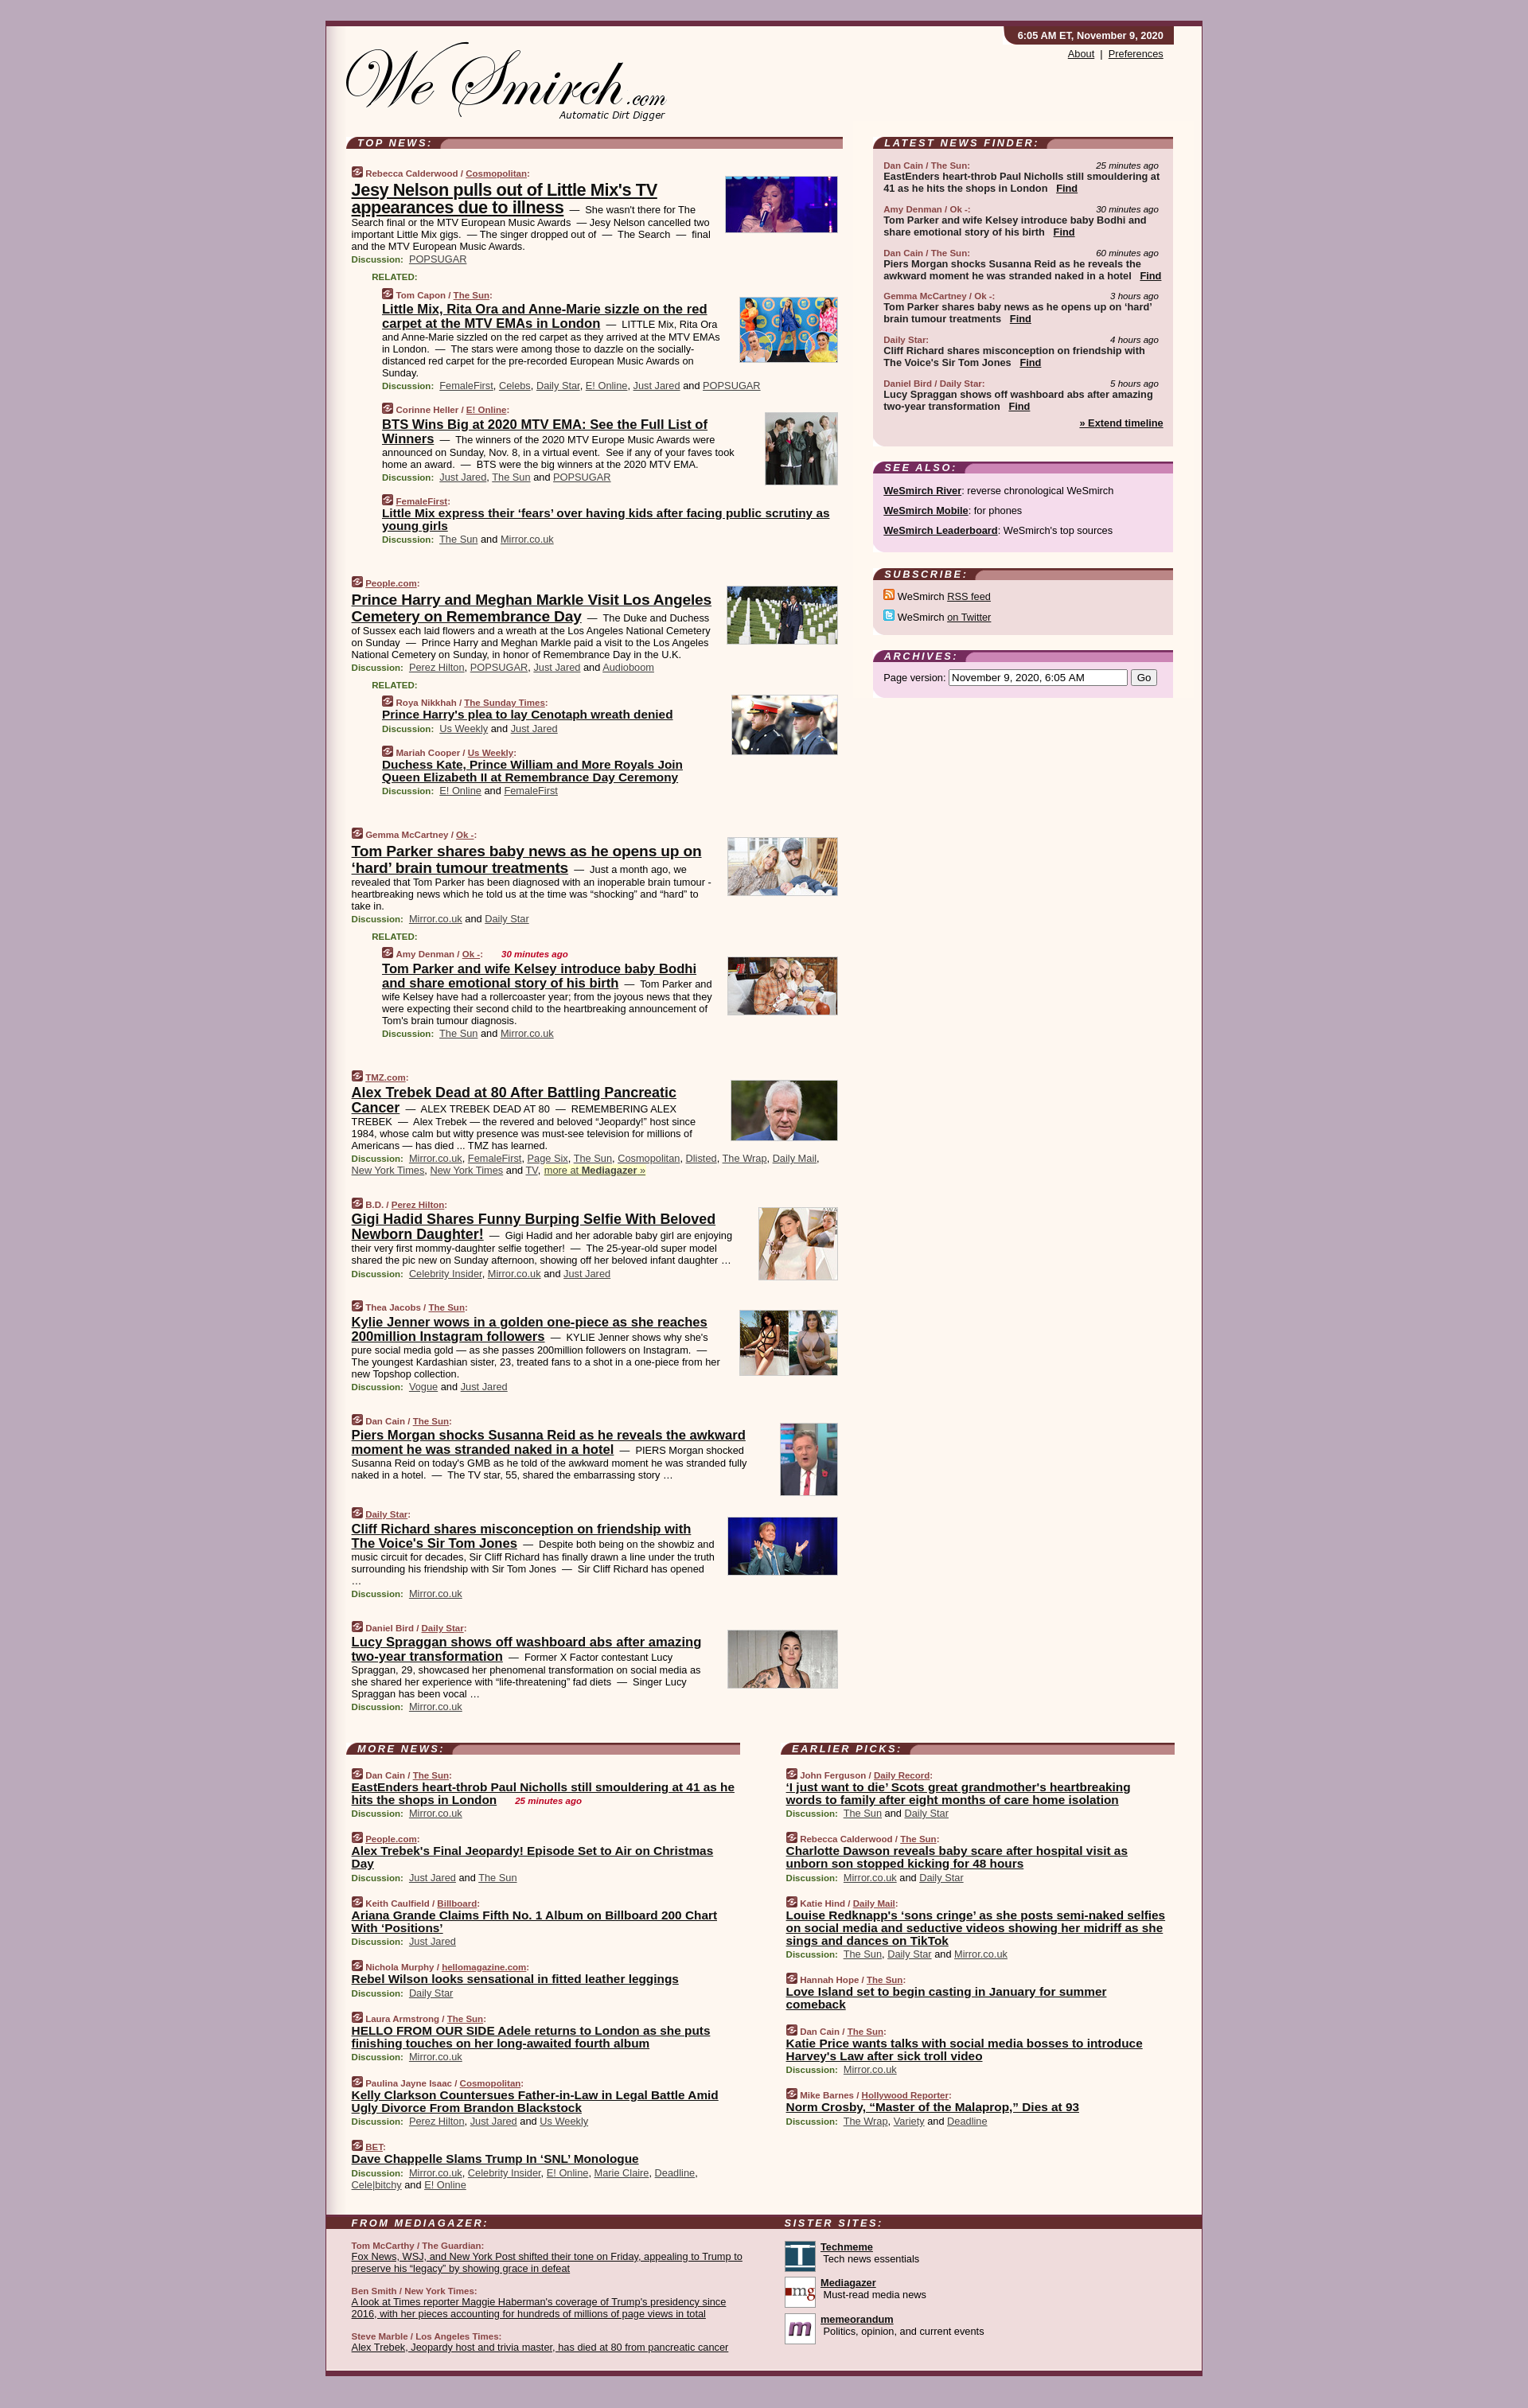 6:05 AM ET, November 9, 2020
About | Preferences
We Smirch .com
Automatic Dirt Digger
TOP NEWS:
Rebecca Calderwood / Cosmopolitan:
Jesy Nelson pulls out of Little Mix's TV
appearances due to illness — She wasn't there for The
Search final or the MTV European Music Awards — Jesy Nelson cancelled two
important Little Mix gigs. — The singer dropped out of — The Search — final
and the MTV European Music Awards.
Discussion: POPSUGAR
RELATED:
Tom Capon / The Sun:
Little Mix, Rita Ora and Anne-Marie sizzle on the red
carpet at the MTV EMAs in London — LITTLE Mix, Rita Ora
and Anne-Marie sizzled on the red carpet as they arrived at the MTV EMAs
in London. — The stars were among those to dazzle on the socially-
distanced red carpet for the pre-recorded European Music Awards on
Sunday.
Discussion: FemaleFirst, Celebs, Daily Star, E! Online, Just Jared and POPSUGAR
Corinne Heller / E! Online:
BTS Wins Big at 2020 MTV EMA: See the Full List of
Winners — The winners of the 2020 MTV Europe Music Awards were
announced on Sunday, Nov. 8, in a virtual event. See if any of your faves took
home an award. — BTS were the big winners at the 2020 MTV EMA.
Discussion: Just Jared, The Sun and POPSUGAR
FemaleFirst:
Little Mix express their ‘fears’ over having kids after facing public scrutiny as
young girls
Discussion: The Sun and Mirror.co.uk
People.com:
Prince Harry and Meghan Markle Visit Los Angeles
Cemetery on Remembrance Day — The Duke and Duchess
of Sussex each laid flowers and a wreath at the Los Angeles National Cemetery
on Sunday — Prince Harry and Meghan Markle paid a visit to the Los Angeles
National Cemetery on Sunday, in honor of Remembrance Day in the U.K.
Discussion: Perez Hilton, POPSUGAR, Just Jared and Audioboom
RELATED:
Roya Nikkhah / The Sunday Times:
Prince Harry's plea to lay Cenotaph wreath denied
Discussion: Us Weekly and Just Jared
Mariah Cooper / Us Weekly:
Duchess Kate, Prince William and More Royals Join
Queen Elizabeth II at Remembrance Day Ceremony
Discussion: E! Online and FemaleFirst
Gemma McCartney / Ok -:
Tom Parker shares baby news as he opens up on
‘hard’ brain tumour treatments — Just a month ago, we
revealed that Tom Parker has been diagnosed with an inoperable brain tumour -
heartbreaking news which he told us at the time was “shocking” and “hard” to
take in.
Discussion: Mirror.co.uk and Daily Star
RELATED:
Amy Denman / Ok -: 30 minutes ago
Tom Parker and wife Kelsey introduce baby Bodhi
and share emotional story of his birth — Tom Parker and
wife Kelsey have had a rollercoaster year; from the joyous news that they
were expecting their second child to the heartbreaking announcement of
Tom's brain tumour diagnosis.
Discussion: The Sun and Mirror.co.uk
TMZ.com:
Alex Trebek Dead at 80 After Battling Pancreatic
Cancer — ALEX TREBEK DEAD AT 80 — REMEMBERING ALEX
TREBEK — Alex Trebek — the revered and beloved “Jeopardy!” host since
1984, whose calm but witty presence was must-see television for millions of
Americans — has died ... TMZ has learned.
Discussion: Mirror.co.uk, FemaleFirst, Page Six, The Sun, Cosmopolitan, Dlisted, The Wrap, Daily Mail,
New York Times, New York Times and TV, more at Mediagazer »
B.D. / Perez Hilton:
Gigi Hadid Shares Funny Burping Selfie With Beloved
Newborn Daughter! — Gigi Hadid and her adorable baby girl are enjoying
their very first mommy-daughter selfie together! — The 25-year-old super model
shared the pic new on Sunday afternoon, showing off her beloved infant daughter …
Discussion: Celebrity Insider, Mirror.co.uk and Just Jared
Thea Jacobs / The Sun:
Kylie Jenner wows in a golden one-piece as she reaches
200million Instagram followers — KYLIE Jenner shows why she's
pure social media gold — as she passes 200million followers on Instagram. —
The youngest Kardashian sister, 23, treated fans to a shot in a one-piece from her
new Topshop collection.
Discussion: Vogue and Just Jared
Dan Cain / The Sun:
Piers Morgan shocks Susanna Reid as he reveals the awkward
moment he was stranded naked in a hotel — PIERS Morgan shocked
Susanna Reid on today's GMB as he told of the awkward moment he was stranded fully
naked in a hotel. — The TV star, 55, shared the embarrassing story …
Daily Star:
Cliff Richard shares misconception on friendship with
The Voice's Sir Tom Jones — Despite both being on the showbiz and
music circuit for decades, Sir Cliff Richard has finally drawn a line under the truth
surrounding his friendship with Sir Tom Jones — Sir Cliff Richard has opened
…
Discussion: Mirror.co.uk
Daniel Bird / Daily Star:
Lucy Spraggan shows off washboard abs after amazing
two-year transformation — Former X Factor contestant Lucy
Spraggan, 29, showcased her phenomenal transformation on social media as
she shared her experience with “life-threatening” fad diets — Singer Lucy
Spraggan has been vocal …
Discussion: Mirror.co.uk
LATEST NEWS FINDER:
Dan Cain / The Sun: 25 minutes ago
EastEnders heart-throb Paul Nicholls still smouldering at
41 as he hits the shops in London Find
Amy Denman / Ok -: 30 minutes ago
Tom Parker and wife Kelsey introduce baby Bodhi and
share emotional story of his birth Find
Dan Cain / The Sun: 60 minutes ago
Piers Morgan shocks Susanna Reid as he reveals the
awkward moment he was stranded naked in a hotel Find
Gemma McCartney / Ok -: 3 hours ago
Tom Parker shares baby news as he opens up on ‘hard’
brain tumour treatments Find
Daily Star: 4 hours ago
Cliff Richard shares misconception on friendship with
The Voice's Sir Tom Jones Find
Daniel Bird / Daily Star: 5 hours ago
Lucy Spraggan shows off washboard abs after amazing
two-year transformation Find
» Extend timeline
SEE ALSO:
WeSmirch River: reverse chronological WeSmirch
WeSmirch Mobile: for phones
WeSmirch Leaderboard: WeSmirch's top sources
SUBSCRIBE:
WeSmirch RSS feed
WeSmirch on Twitter
ARCHIVES:
Page version: November 9, 2020, 6:05 AM Go
MORE NEWS:
Dan Cain / The Sun:
EastEnders heart-throb Paul Nicholls still smouldering at 41 as he
hits the shops in London 25 minutes ago
Discussion: Mirror.co.uk
People.com:
Alex Trebek's Final Jeopardy! Episode Set to Air on Christmas
Day
Discussion: Just Jared and The Sun
Keith Caulfield / Billboard:
Ariana Grande Claims Fifth No. 1 Album on Billboard 200 Chart
With ‘Positions’
Discussion: Just Jared
Nichola Murphy / hellomagazine.com:
Rebel Wilson looks sensational in fitted leather leggings
Discussion: Daily Star
Laura Armstrong / The Sun:
HELLO FROM OUR SIDE Adele returns to London as she puts
finishing touches on her long-awaited fourth album
Discussion: Mirror.co.uk
Paulina Jayne Isaac / Cosmopolitan:
Kelly Clarkson Countersues Father-in-Law in Legal Battle Amid
Ugly Divorce From Brandon Blackstock
Discussion: Perez Hilton, Just Jared and Us Weekly
BET:
Dave Chappelle Slams Trump In ‘SNL’ Monologue
Discussion: Mirror.co.uk, Celebrity Insider, E! Online, Marie Claire, Deadline,
Cele|bitchy and E! Online
EARLIER PICKS:
John Ferguson / Daily Record:
‘I just want to die’ Scots great grandmother's heartbreaking
words to family after eight months of care home isolation
Discussion: The Sun and Daily Star
Rebecca Calderwood / The Sun:
Charlotte Dawson reveals baby scare after hospital visit as
unborn son stopped kicking for 48 hours
Discussion: Mirror.co.uk and Daily Star
Katie Hind / Daily Mail:
Louise Redknapp's ‘sons cringe’ as she posts semi-naked selfies
on social media and seductive videos showing her midriff as she
sings and dances on TikTok
Discussion: The Sun, Daily Star and Mirror.co.uk
Hannah Hope / The Sun:
Love Island set to begin casting in January for summer
comeback
Dan Cain / The Sun:
Katie Price wants talks with social media bosses to introduce
Harvey's Law after sick troll video
Discussion: Mirror.co.uk
Mike Barnes / Hollywood Reporter:
Norm Crosby, “Master of the Malaprop,” Dies at 93
Discussion: The Wrap, Variety and Deadline
FROM MEDIAGAZER:
Tom McCarthy / The Guardian:
Fox News, WSJ, and New York Post shifted their tone on Friday, appealing to Trump to
preserve his “legacy” by showing grace in defeat
Ben Smith / New York Times:
A look at Times reporter Maggie Haberman's coverage of Trump's presidency since
2016, with her pieces accounting for hundreds of millions of page views in total
Steve Marble / Los Angeles Times:
Alex Trebek, Jeopardy host and trivia master, has died at 80 from pancreatic cancer
SISTER SITES:
T Techmeme
Tech news essentials
mg Mediagazer
Must-read media news
m memeorandum
Politics, opinion, and current events